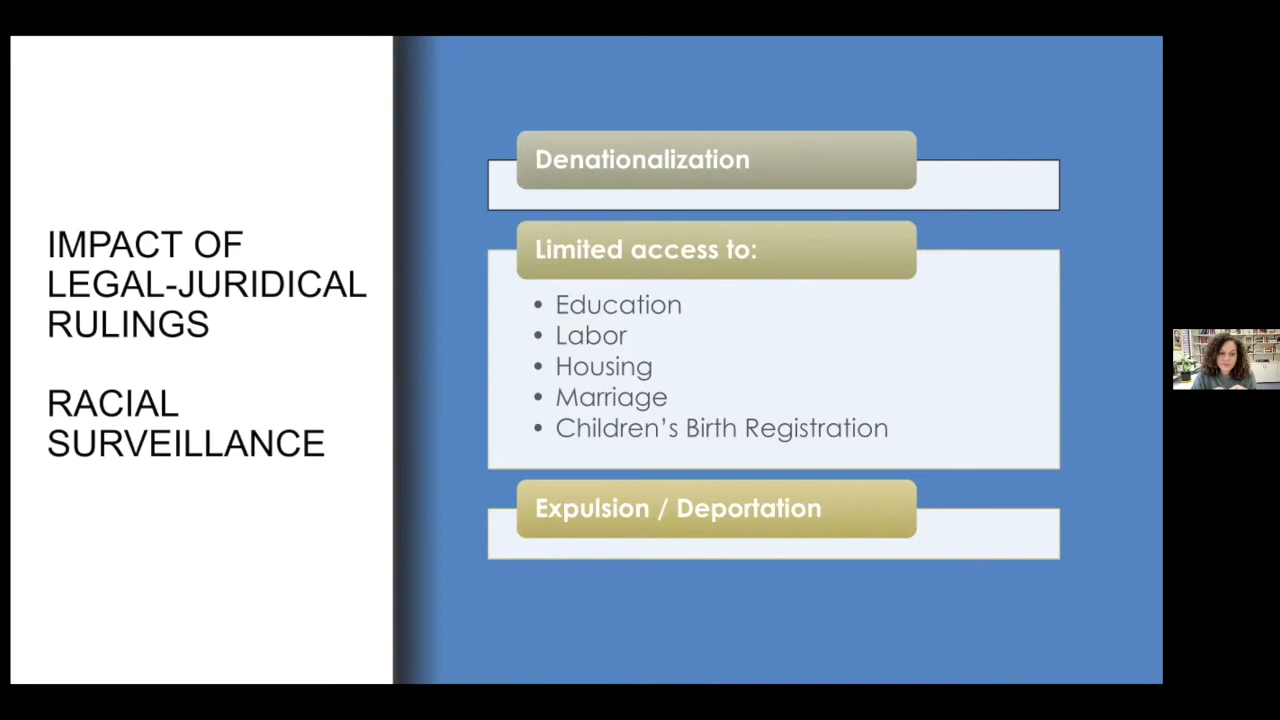 IMPACT OF
LEGAL-JURIDICAL
RULINGS
RACIAL
SURVEILLANCE
Denationalization
Limited access to:
• Education
• Labor
• Housing
• Marriage
• Children’s Birth Registration
Expulsion / Deportation